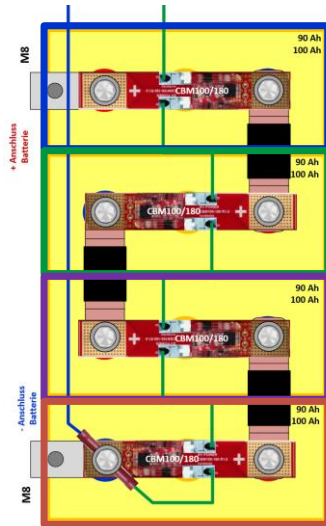 90 Ah
100 Ah
M8
CBM100/180
+
+ Anschluss
Batterie
90 Ah
100 Ah
CBM100/180
+
90 Ah
100 Ah
+
CBM100/180
- Anschluss
Batterie
90 Ah
100 Ah
CBM100/180
+
M8